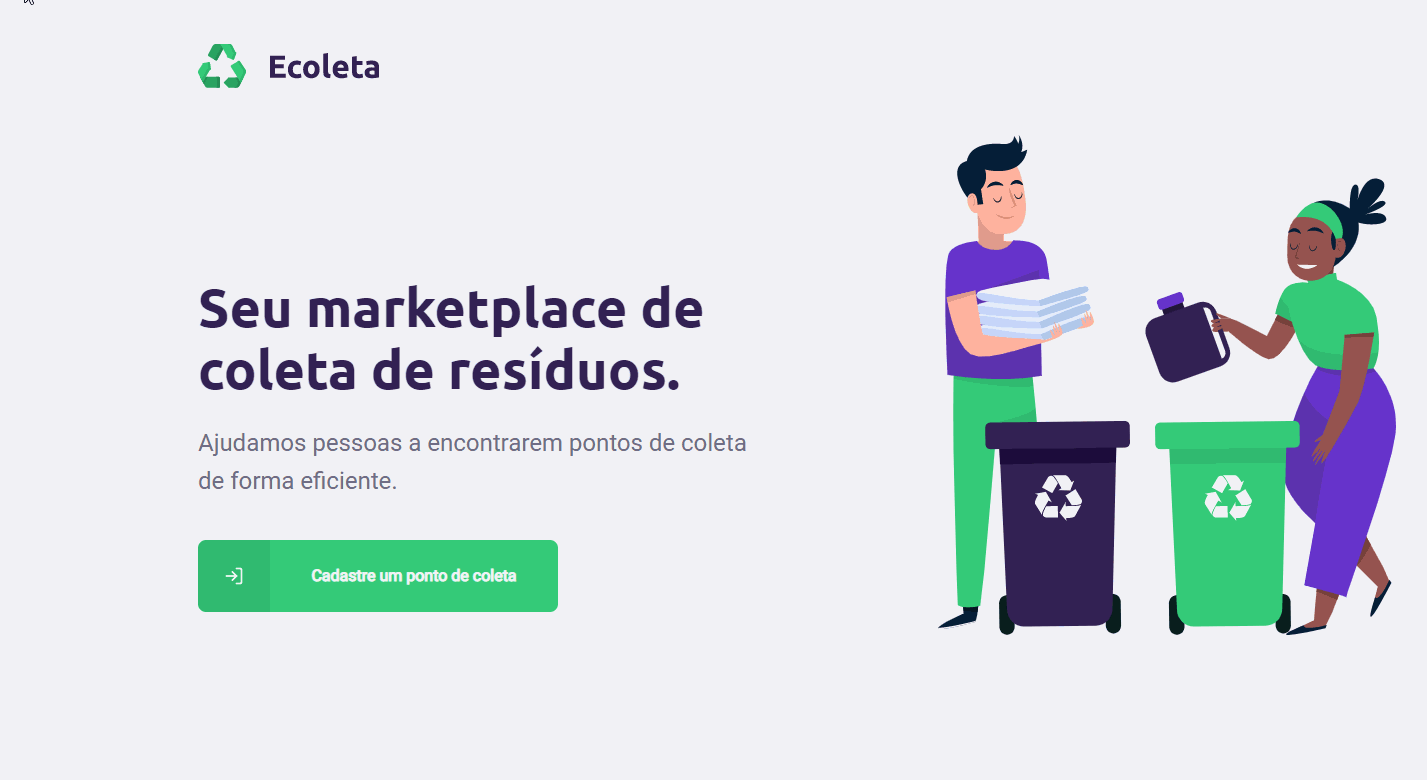 Ecoleta
Seu marketplace de
coleta de resíduos.
Ajudamos pessoas a encontrarem pontos de coleta
de forma eficiente.
Cadastre um ponto de coleta